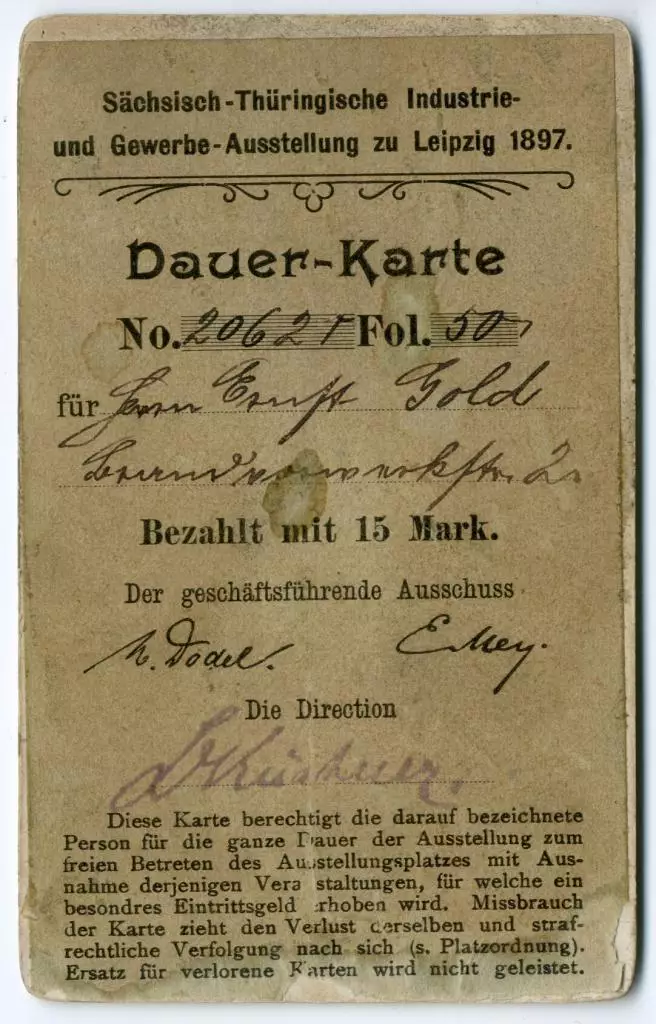 Sächsisch-Thüringische Industrie-
und Gewerbe-Ausstellung zu Leipzig 1897.
Dauer-Karte
No. 20621 Fol. 50
für Herrn Ernst Gold
Brandvorwerkstr. 2
Bezahlt mit 15 Mark.
Der geschäftsführende Ausschuss
Dodel. E. Mey.
Die Direction
Diese Karte berechtigt die darauf bezeichnete
Person für die ganze Dauer der Ausstellung zum
freien Betreten des Ausstellungsplatzes mit Aus-
nahme derjenigen Veranstaltungen, für welche ein
besondres Eintrittsgeld erhoben wird. Missbrauch
der Karte zieht den Verlust derselben und straf-
rechtliche Verfolgung nach sich (s. Platzordnung).
Ersatz für verlorene Karten wird nicht geleistet.